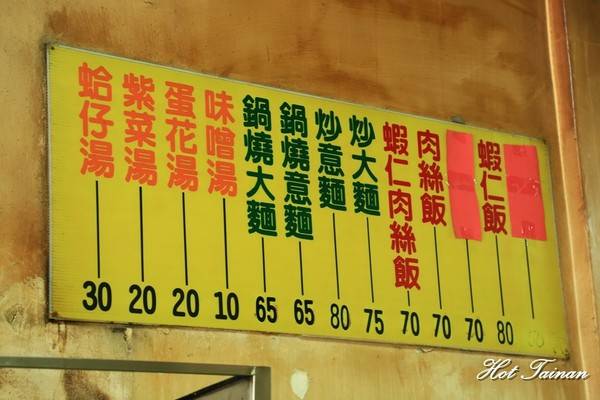 蝦仁飯 80
70
肉絲飯 70
蝦仁肉絲飯 70
炒大麵 75
炒意麵 80
鍋燒意麵 65
鍋燒大麵 65
味噌湯 10
蛋花湯 20
紫菜湯 20
蛤仔湯 30
Hot Tainan